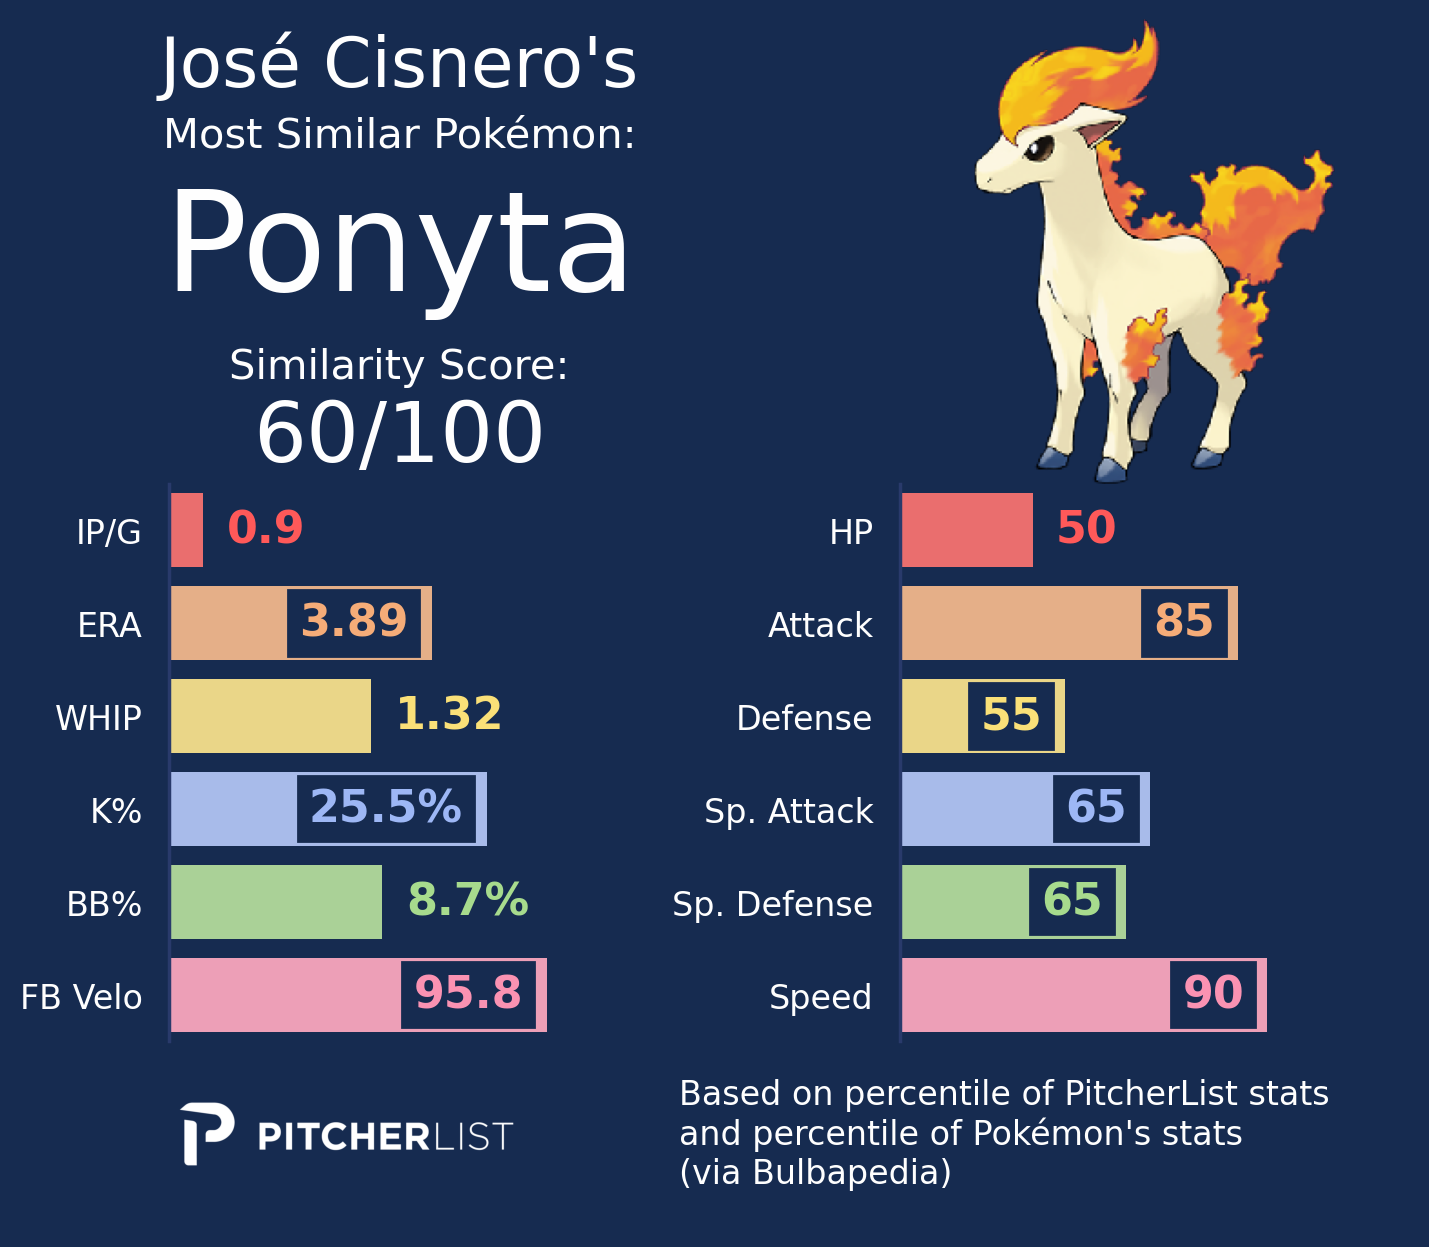 José Cisnero's
Most Similar Pokémon:
Ponyta
Similarity Score:
60/100
IP/G 0.9
ERA 3.89
WHIP 1.32
K% 25.5%
BB% 8.7%
FB Velo 95.8
HP 50
Attack 85
Defense 55
Sp. Attack 65
Sp. Defense 65
Speed 90
PITCHERLIST
Based on percentile of PitcherList stats
and percentile of Pokémon's stats
(via Bulbapedia)